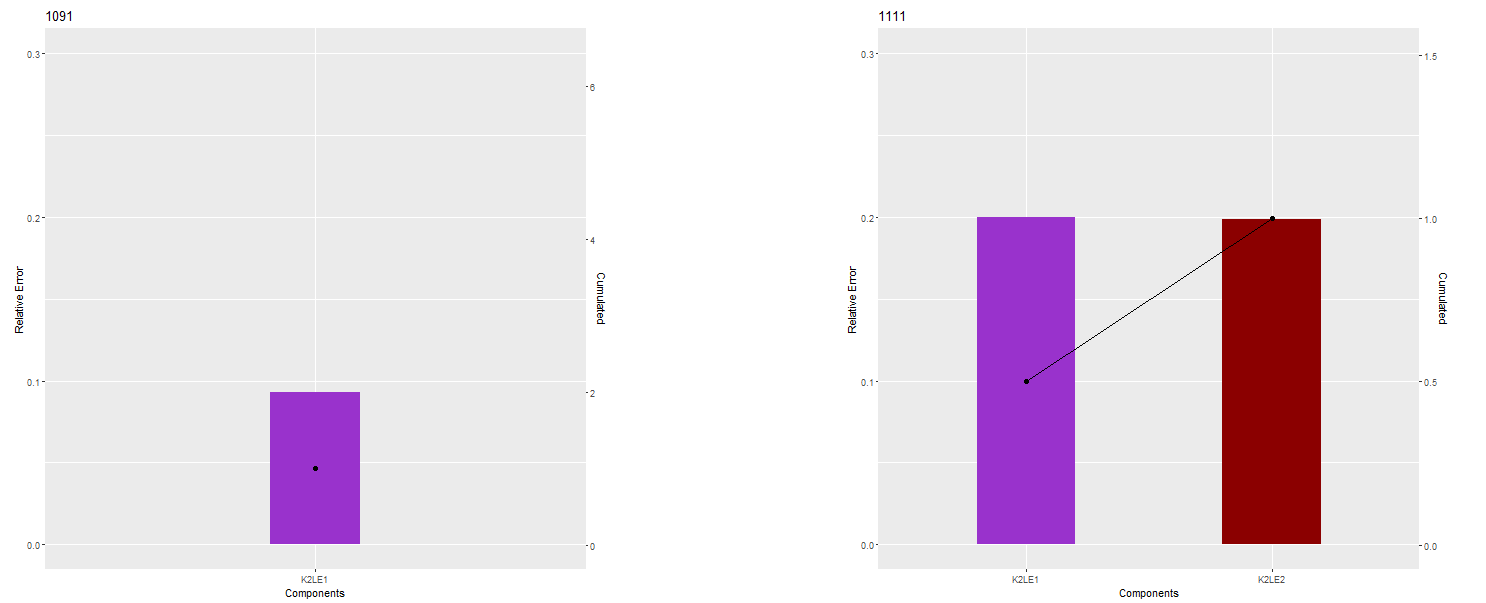 1091
0.3
0.2
0.1
0.0
Relative Error
6
4
2
0
Cumulated
K2LE1
Components
1111
0.3
0.2
0.1
0.0
Relative Error
1.5
1.0
0.5
0.0
Cumulated
K2LE1 K2LE2
Components